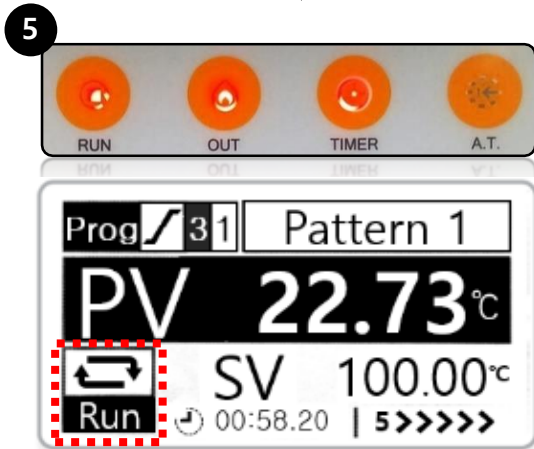 5
RUN OUT TIMER A.T.
Prog 3 1 Pattern 1
PV 22.73℃
SV 100.00℃
Run 00:58.20 | 5>>>>>